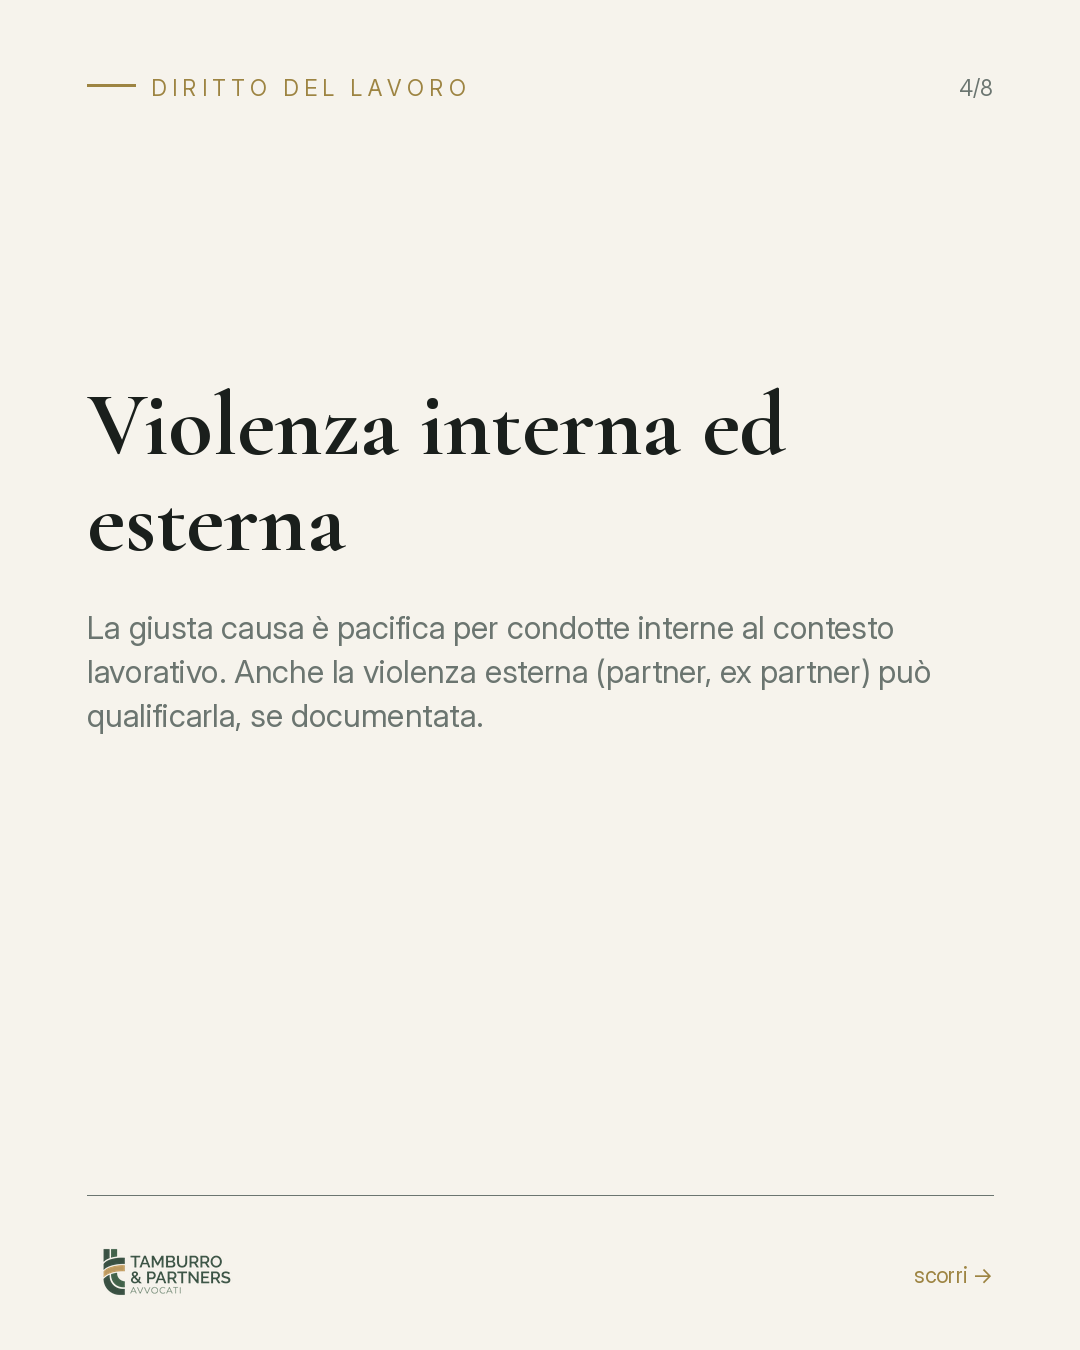 DIRITTO DEL LAVORO
4/8
Violenza interna ed
esterna
La giusta causa è pacifica per condotte interne al contesto
lavorativo. Anche la violenza esterna (partner, ex partner) può
qualificarla, se documentata.
TAMBURRO
& PARTNERS
AVVOCATI
scorri →